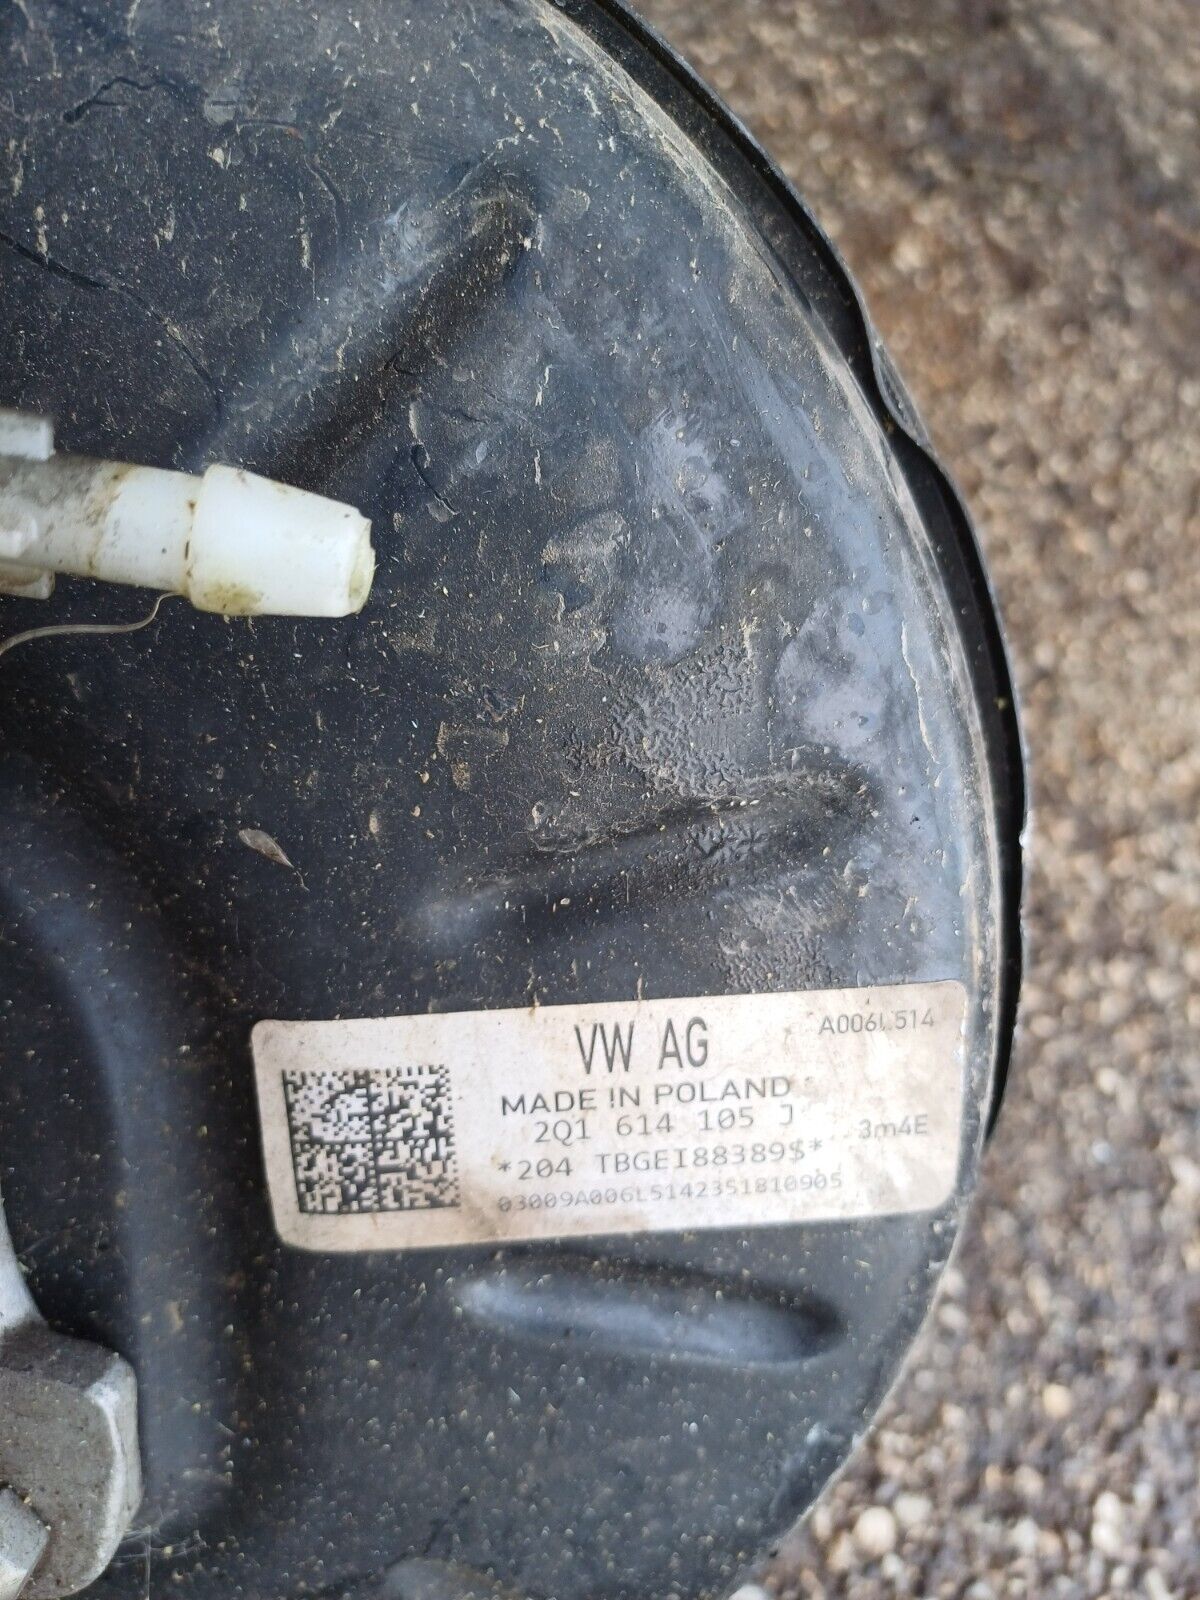 VW AG
A006L514
MADE IN POLAND
2Q1 614 105 J
3m4E
*204 TBGEI88389$*
03009A006L5142351810905